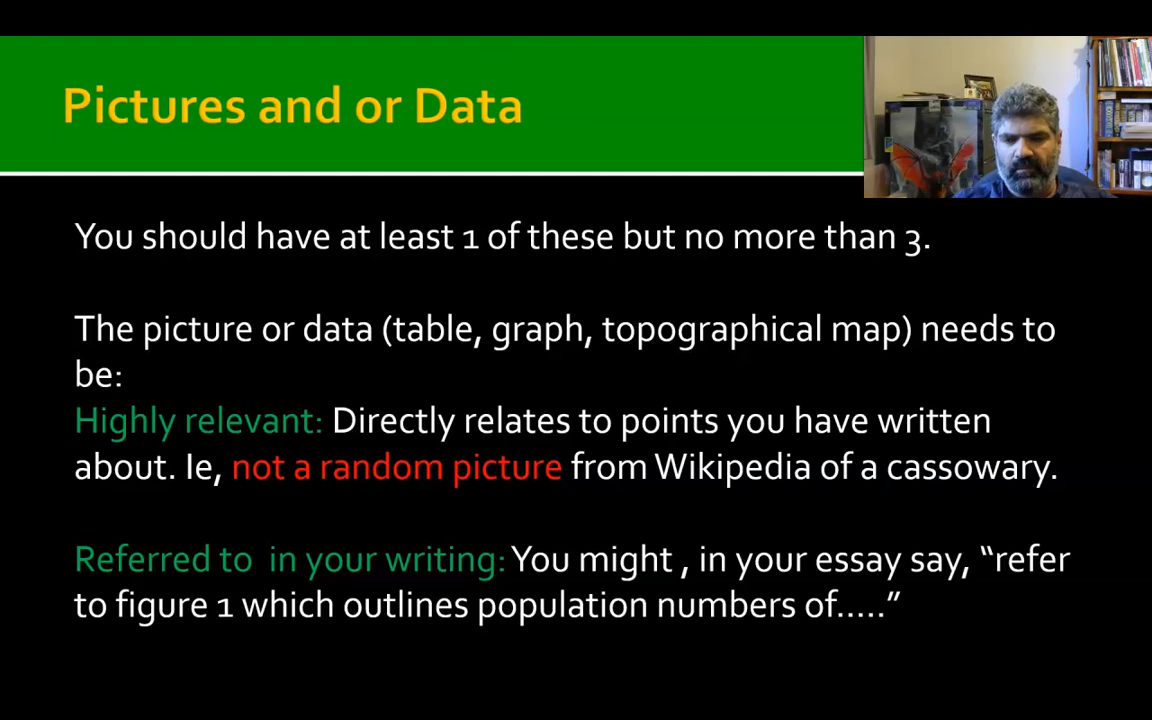 Pictures and or Data
You should have at least 1 of these but no more than 3.
The picture or data (table, graph, topographical map) needs to
be:
Highly relevant: Directly relates to points you have written
about. Ie, not a random picture from Wikipedia of a cassowary.
Referred to  in your writing: You might , in your essay say, “refer
to figure 1 which outlines population numbers of.....”